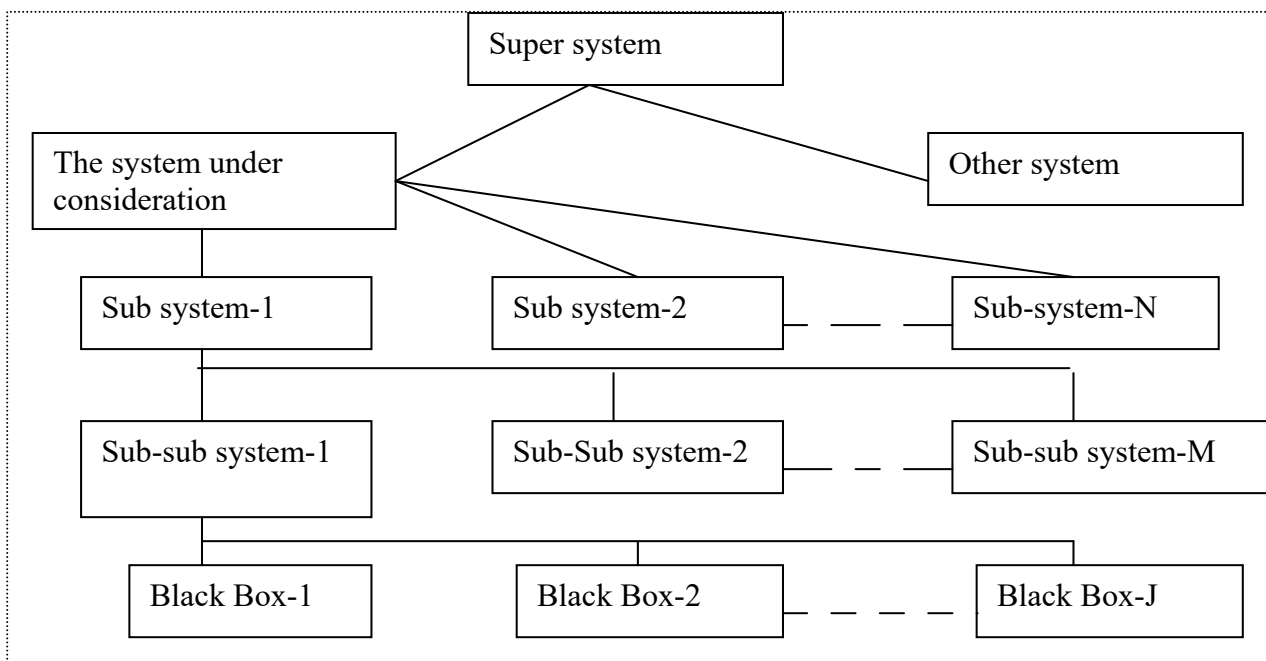 Super system
The system under
consideration
Other system
Sub system-1
Sub system-2
Sub-system-N
Sub-sub system-1
Sub-Sub system-2
Sub-sub system-M
Black Box-1
Black Box-2
Black Box-J